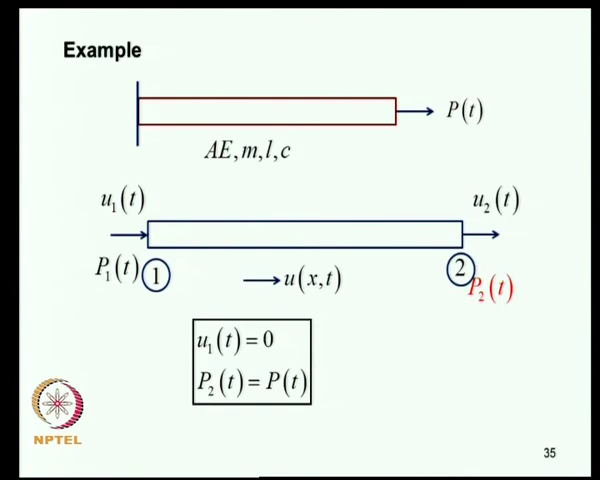 Example
P(t)
AE, m, l, c
u₁(t)
u₂(t)
P₁(t) 1
u(x,t)
2
P₂(t)
u₁(t) = 0
P₂(t) = P(t)
NPTEL
35